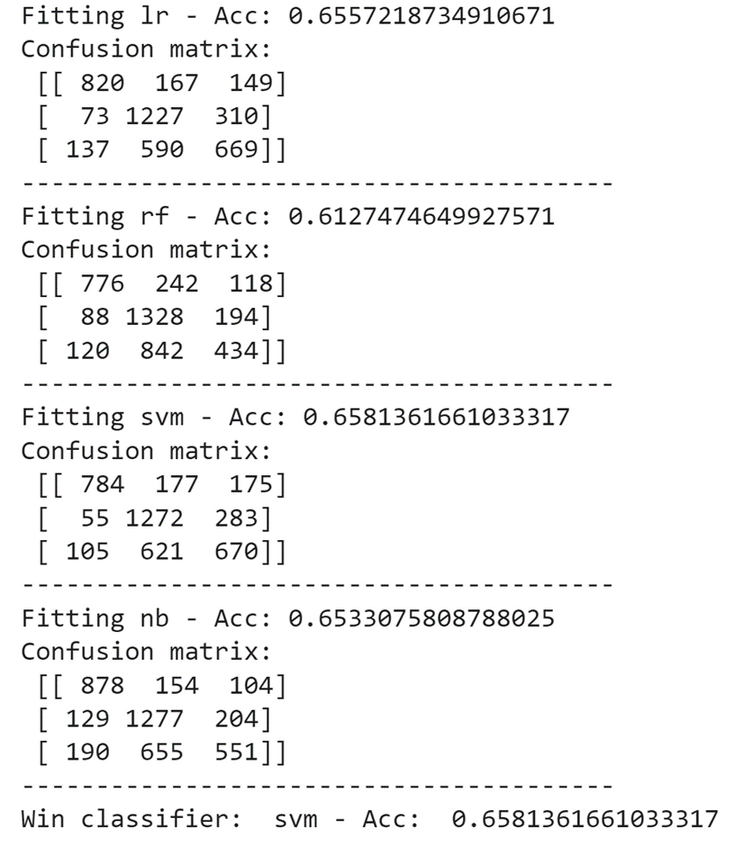 Fitting lr - Acc: 0.6557218734910671
Confusion matrix:
[[ 820 167 149]
[ 73 1227 310]
[ 137 590 669]]
----------------------------------------
Fitting rf - Acc: 0.6127474649927571
Confusion matrix:
[[ 776 242 118]
[ 88 1328 194]
[ 120 842 434]]
----------------------------------------
Fitting svm - Acc: 0.6581361661033317
Confusion matrix:
[[ 784 177 175]
[ 55 1272 283]
[ 105 621 670]]
----------------------------------------
Fitting nb - Acc: 0.6533075808788025
Confusion matrix:
[[ 878 154 104]
[ 129 1277 204]
[ 190 655 551]]
----------------------------------------
Win classifier:  svm - Acc:  0.6581361661033317